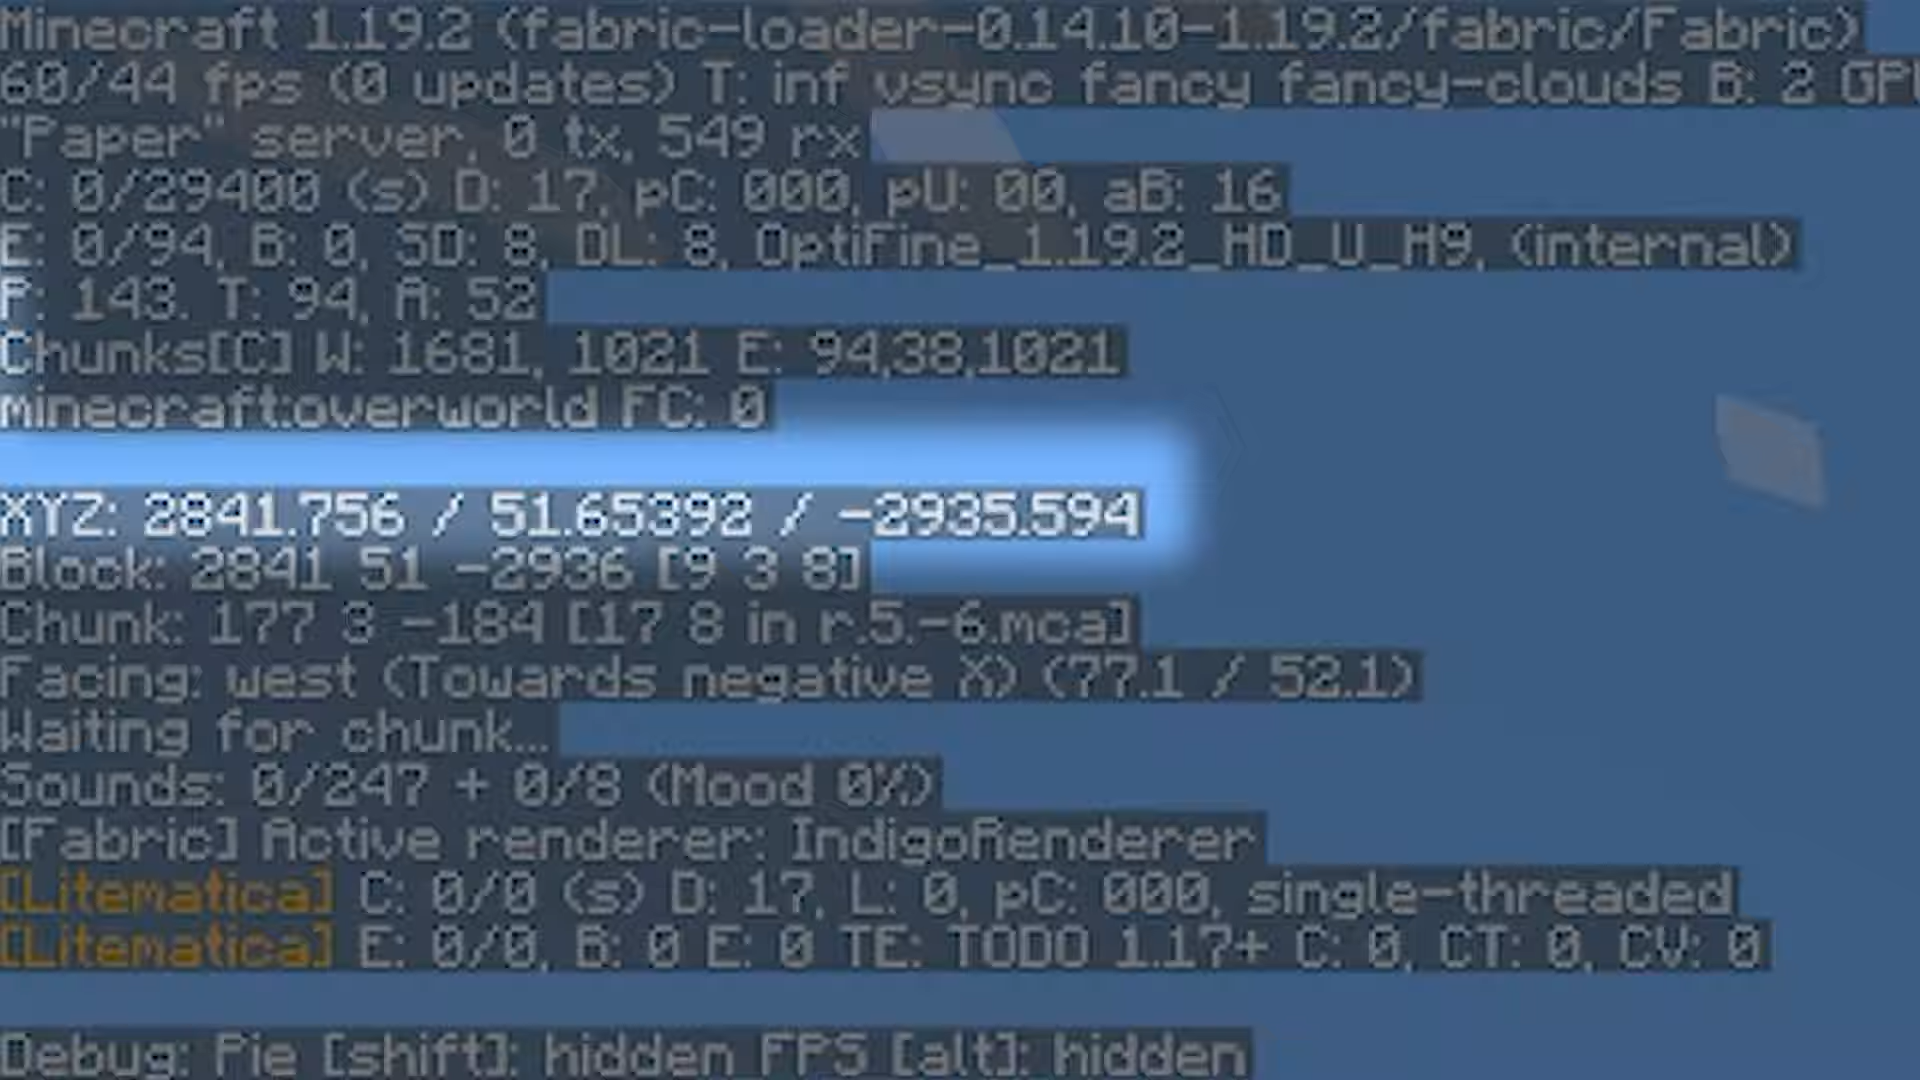 Minecraft 1.19.2 (fabric-loader-0.14.10-1.19.2/fabric/Fabric)
60/44 fps (0 updates) T: inf vsync fancy fancy-clouds B: 2 GPU
"Paper" server, 0 tx, 549 rx
C: 0/29400 (s) D: 17, pC: 000, pU: 00, aB: 16
E: 0/94, B: 0, SD: 8, DL: 8, OptiFine_1.19.2_HD_U_H9, (internal)
P: 143. T: 94, A: 52
Chunks[C] W: 1681, 1021 E: 94,38,1021
minecraft:overworld FC: 0
XYZ: 2841.756 / 51.65392 / -2935.594
Block: 2841 51 -2936 [9 3 8]
Chunk: 177 3 -184 [17 8 in r.5.-6.mca]
Facing: west (Towards negative X) (77.1 / 52.1)
Waiting for chunk...
Sounds: 0/247 + 0/8 (Mood 0%)
[Fabric] Active renderer: IndigoRenderer
[Litematica] C: 0/0 (s) D: 17, L: 0, pC: 000, single-threaded
[Litematica] E: 0/0, B: 0 E: 0 TE: TODO 1.17+ C: 0, CT: 0, CV: 0
Debug: Pie [shift]: hidden FPS [alt]: hidden